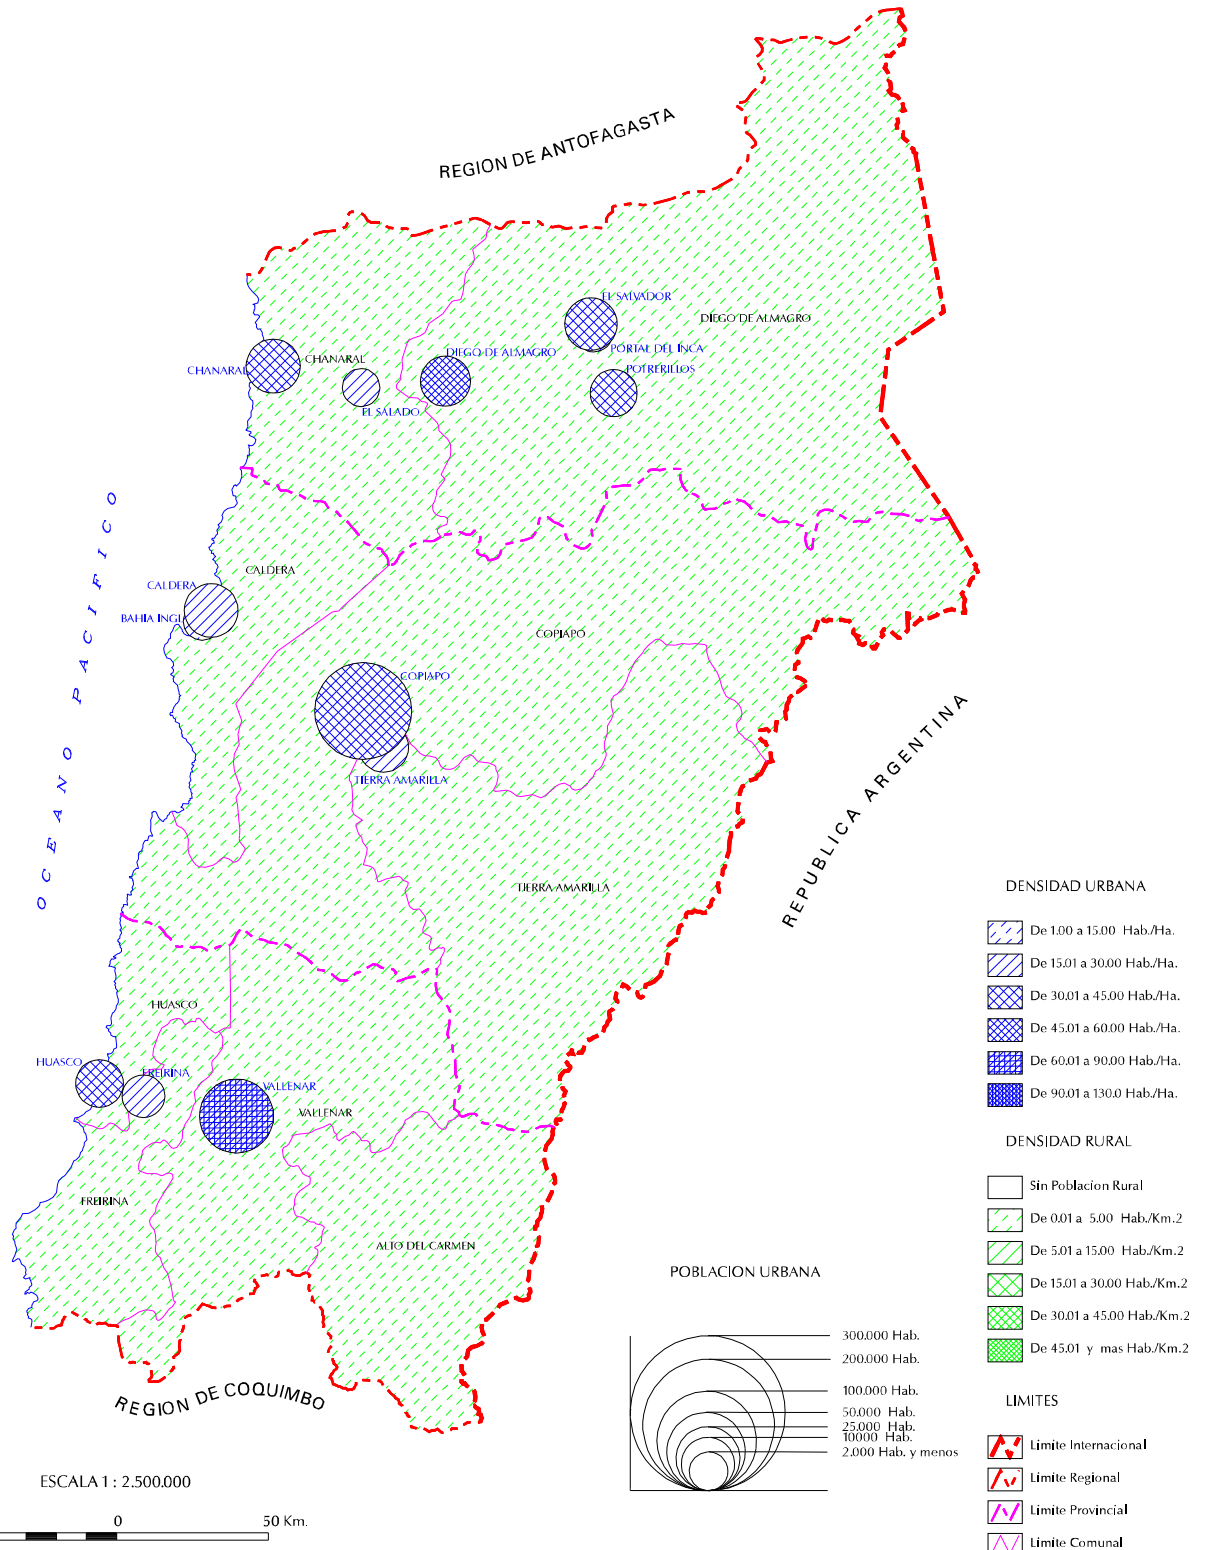 REGION DE ANTOFAGASTA
EL SALVADOR
DIEGO DE ALMAGRO
PORTAL DEL INCA
DIEGO DE ALMAGRO
CHANARAL
CHANARAL
POTRERILLOS
EL SALADO
OCEANO PACIFICO
CALDERA
CALDERA
BAHIA INGL
COPIAPO
COPIAPO
TIERRA AMARILLA
REPUBLICA ARGENTINA
TIERRA AMARILLA
HUASCO
HUASCO
FREIRINA
VALLENAR
VALLENAR
FREIRINA
ALTO DEL CARMEN
REGION DE COQUIMBO
ESCALA 1 : 2.500.000
0 50 Km.
POBLACION URBANA
300.000 Hab.
200.000 Hab.
100.000 Hab.
50.000 Hab.
25.000 Hab.
10000 Hab.
2.000 Hab. y menos
DENSIDAD URBANA
De 1.00 a 15.00 Hab./Ha.
De 15.01 a 30.00 Hab./Ha.
De 30.01 a 45.00 Hab./Ha.
De 45.01 a 60.00 Hab./Ha.
De 60.01 a 90.00 Hab./Ha.
De 90.01 a 130.0 Hab./Ha.
DENSIDAD RURAL
Sin Poblacion Rural
De 0.01 a 5.00 Hab./Km.2
De 5.01 a 15.00 Hab./Km.2
De 15.01 a 30.00 Hab./Km.2
De 30.01 a 45.00 Hab./Km.2
De 45.01 y mas Hab/Km.2
LIMITES
Limite Internacional
Limite Regional
Limite Provincial
Limite Comunal